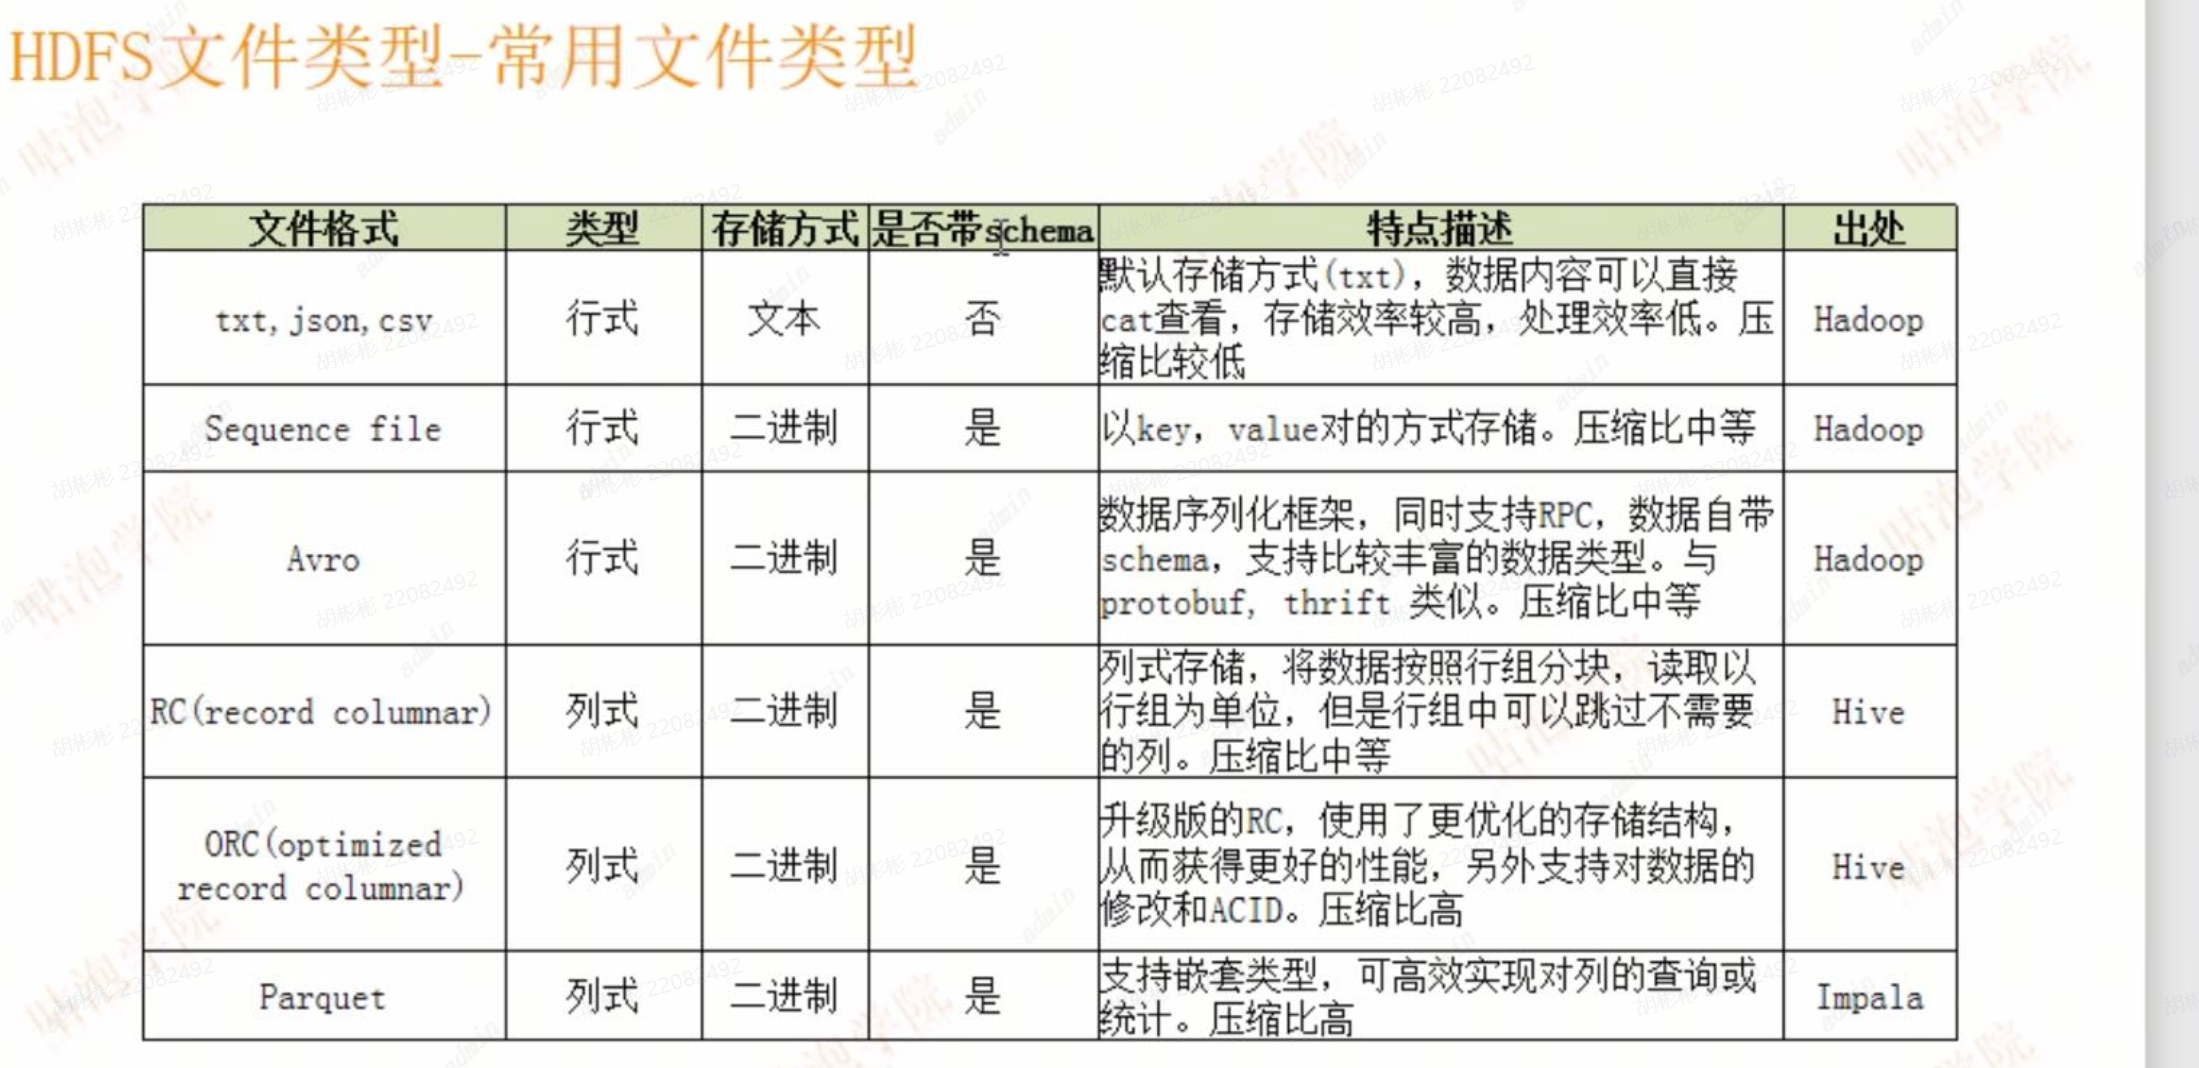 HDFS文件类型-常用文件类型
文件格式 类型 存储方式 是否带schema 特点描述 出处
txt,json,csv 行式 文本 否 默认存储方式(txt)，数据内容可以直接
cat查看，存储效率较高，处理效率低。压
缩比较低 Hadoop
Sequence file 行式 二进制 是 以key，value对的方式存储。压缩比中等 Hadoop
Avro 行式 二进制 是 数据序列化框架，同时支持RPC，数据自带
schema，支持比较丰富的数据类型。与
protobuf, thrift 类似。压缩比中等 Hadoop
RC(record columnar) 列式 二进制 是 列式存储，将数据按照行组分块，读取以
行组为单位，但是行组中可以跳过不需要
的列。压缩比中等 Hive
ORC(optimized
record columnar) 列式 二进制 是 升级版的RC，使用了更优化的存储结构，
从而获得更好的性能，另外支持对数据的
修改和ACID。压缩比高 Hive
Parquet 列式 二进制 是 支持嵌套类型，可高效实现对列的查询或
统计。压缩比高 Impala
咕泡学院
胡彬彬 22082492
admin